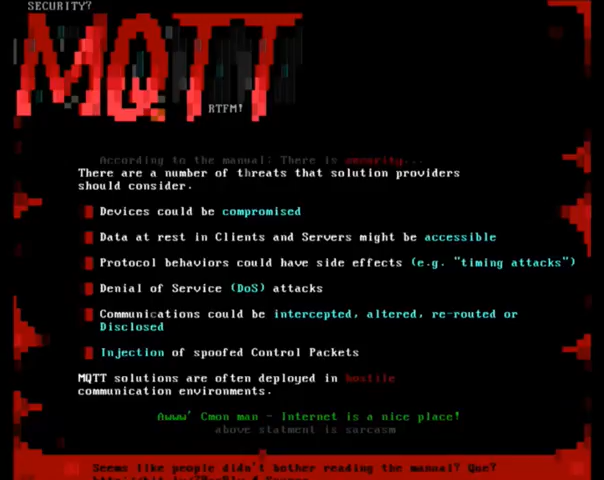 SECURITY?
MQTT
RTFM!
According to the manual: There is security...
There are a number of threats that solution providers
should consider.
Devices could be compromised
Data at rest in Clients and Servers might be accessible
Protocol behaviors could have side effects (e.g. "timing attacks")
Denial of Service (DoS) attacks
Communications could be intercepted, altered, re-routed or
Disclosed
Injection of spoofed Control Packets
MQTT solutions are often deployed in hostile
communication environments.
Awww' Cmon man - Internet is a nice place!
above statment is sarcasm
Seems like people didn't bother reading the manual? Que?